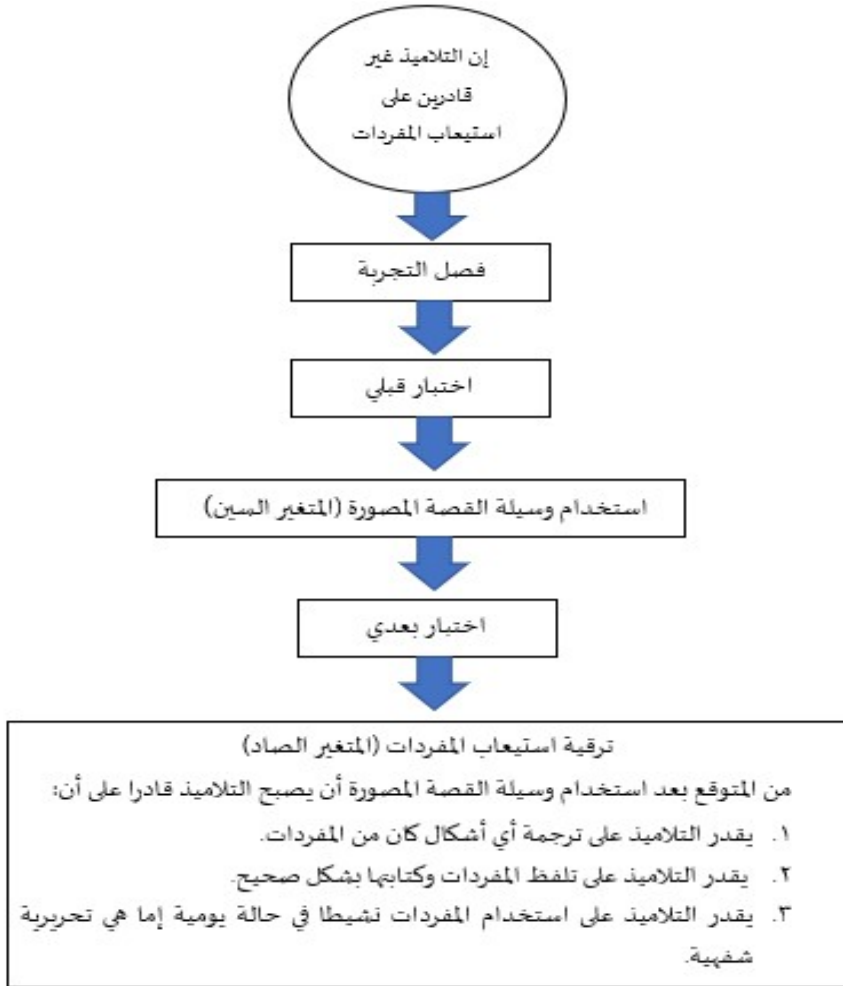 إن التلاميذ غير
قادرين على
استيعاب المفردات
فصل التجربة
اختبار قبلي
استخدام وسيلة القصة المصورة (المتغير السين)
اختبار بعدي
ترقية استيعاب المفردات (المتغير الصاد)
من المتوقع بعد استخدام وسيلة القصة المصورة أن يصبح التلاميذ قادرا على أن:
١. يقدر التلاميذ على ترجمة أي أشكال كان من المفردات.
٢. يقدر التلاميذ على تلفظ المفردات وكتابتها بشكل صحيح.
٣. يقدر التلاميذ على استخدام المفردات نشيطا في حالة يومية إما هي تحريرية
شفهية.